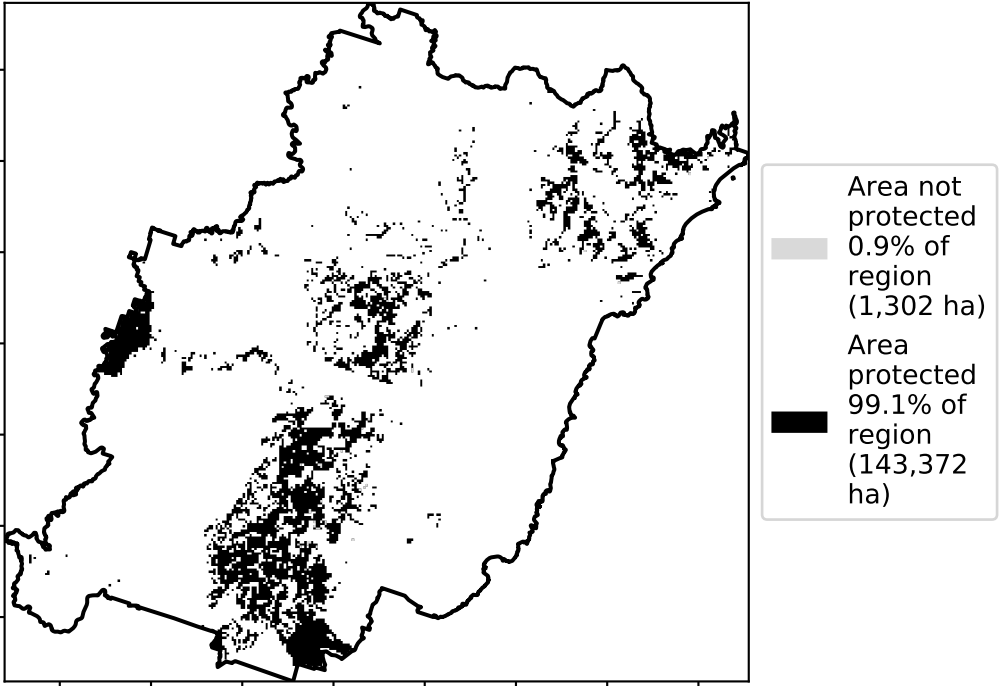 Area not
protected
0.9% of
region
(1,302 ha)
Area
protected
99.1% of
region
(143,372
ha)